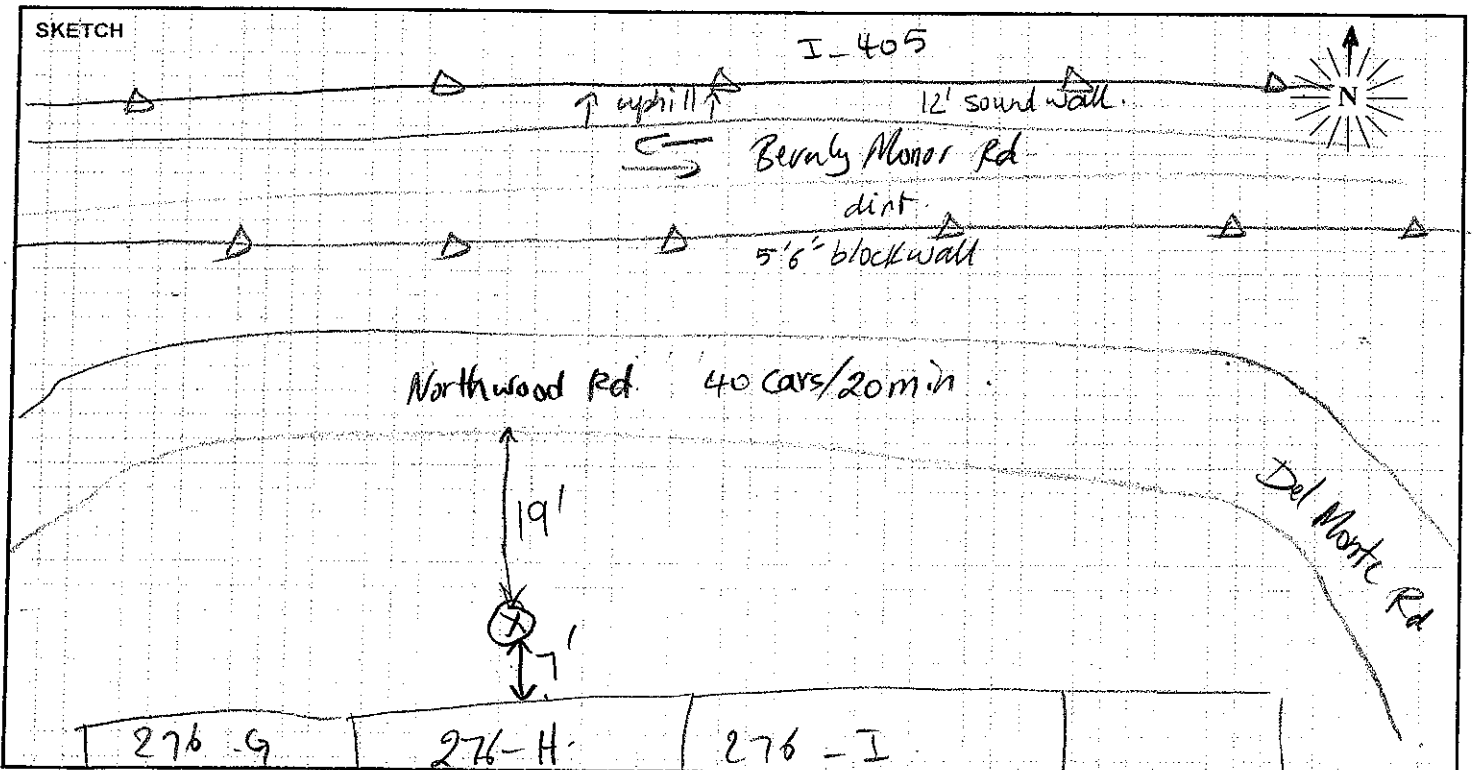 SKETCH
I-405
N
↑ uphill ↑
12' sound wall.
Beverly Manor Rd
dirt.
5'6" blockwall
Northwood Rd. 40 cars/20min.
19'
Del Monte Rd
X
7'
276-G
276-H.
276-I.